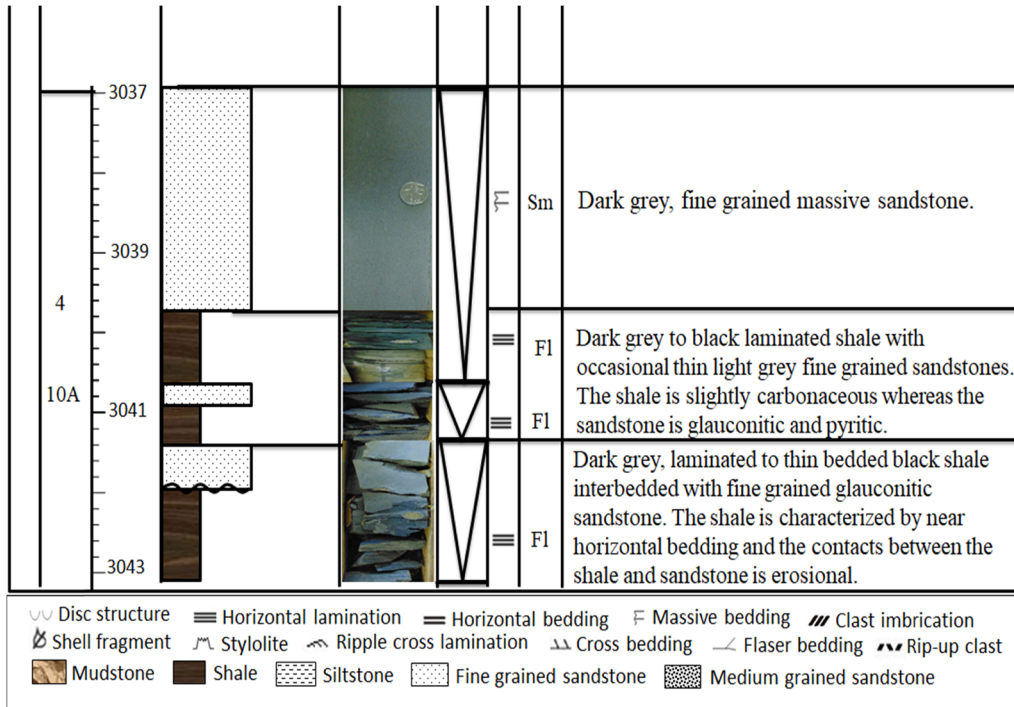 3037
3039
4
10A
3041
3043
Sm
Dark grey, fine grained massive sandstone.
Fl
Dark grey to black laminated shale with
occasional thin light grey fine grained sandstones.
The shale is slightly carbonaceous whereas the
Fl
sandstone is glauconitic and pyritic.
Dark grey, laminated to thin bedded black shale
interbedded with fine grained glauconitic
sandstone. The shale is characterized by near
Fl
horizontal bedding and the contacts between the
shale and sandstone is erosional.
Disc structure Horizontal lamination Horizontal bedding Massive bedding Clast imbrication
Shell fragment Stylolite Ripple cross lamination Cross bedding Flaser bedding Rip-up clast
Mudstone Shale Siltstone Fine grained sandstone Medium grained sandstone